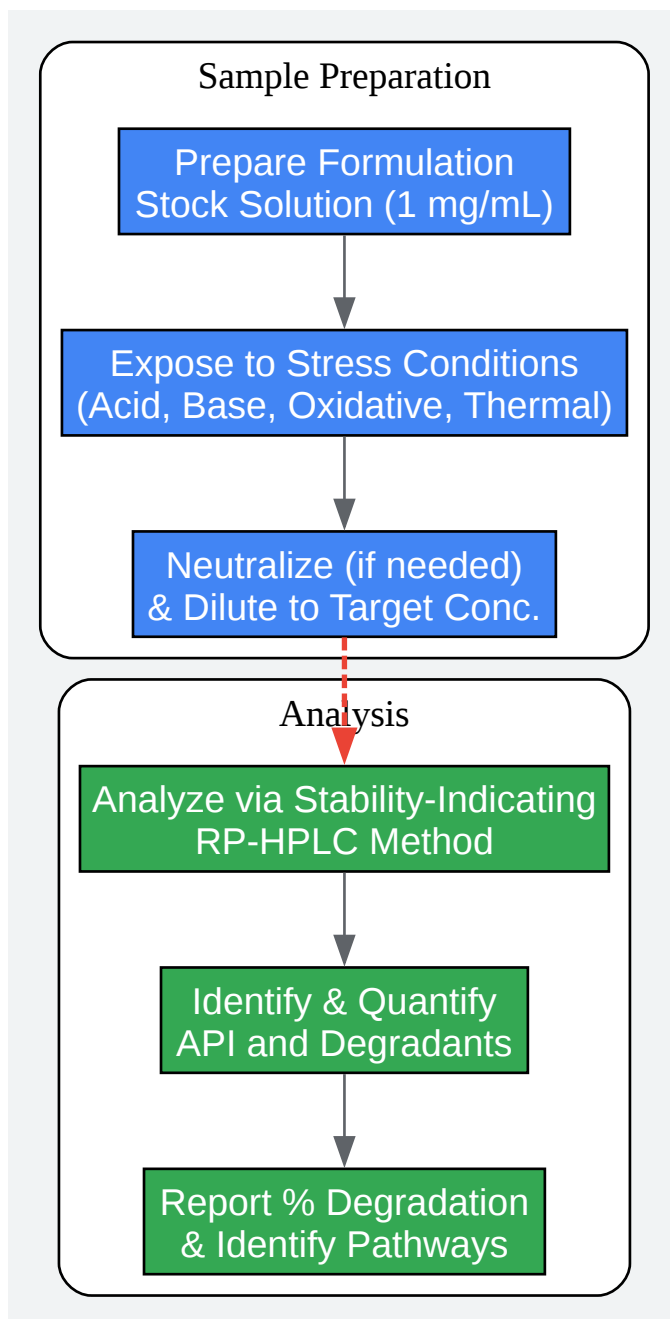 Sample Preparation
Prepare Formulation
Stock Solution (1 mg/mL)
Expose to Stress Conditions
(Acid, Base, Oxidative, Thermal)
Neutralize (if needed)
& Dilute to Target Conc.
Analysis
Analyze via Stability-Indicating
RP-HPLC Method
Identify & Quantify
API and Degradants
Report % Degradation
& Identify Pathways